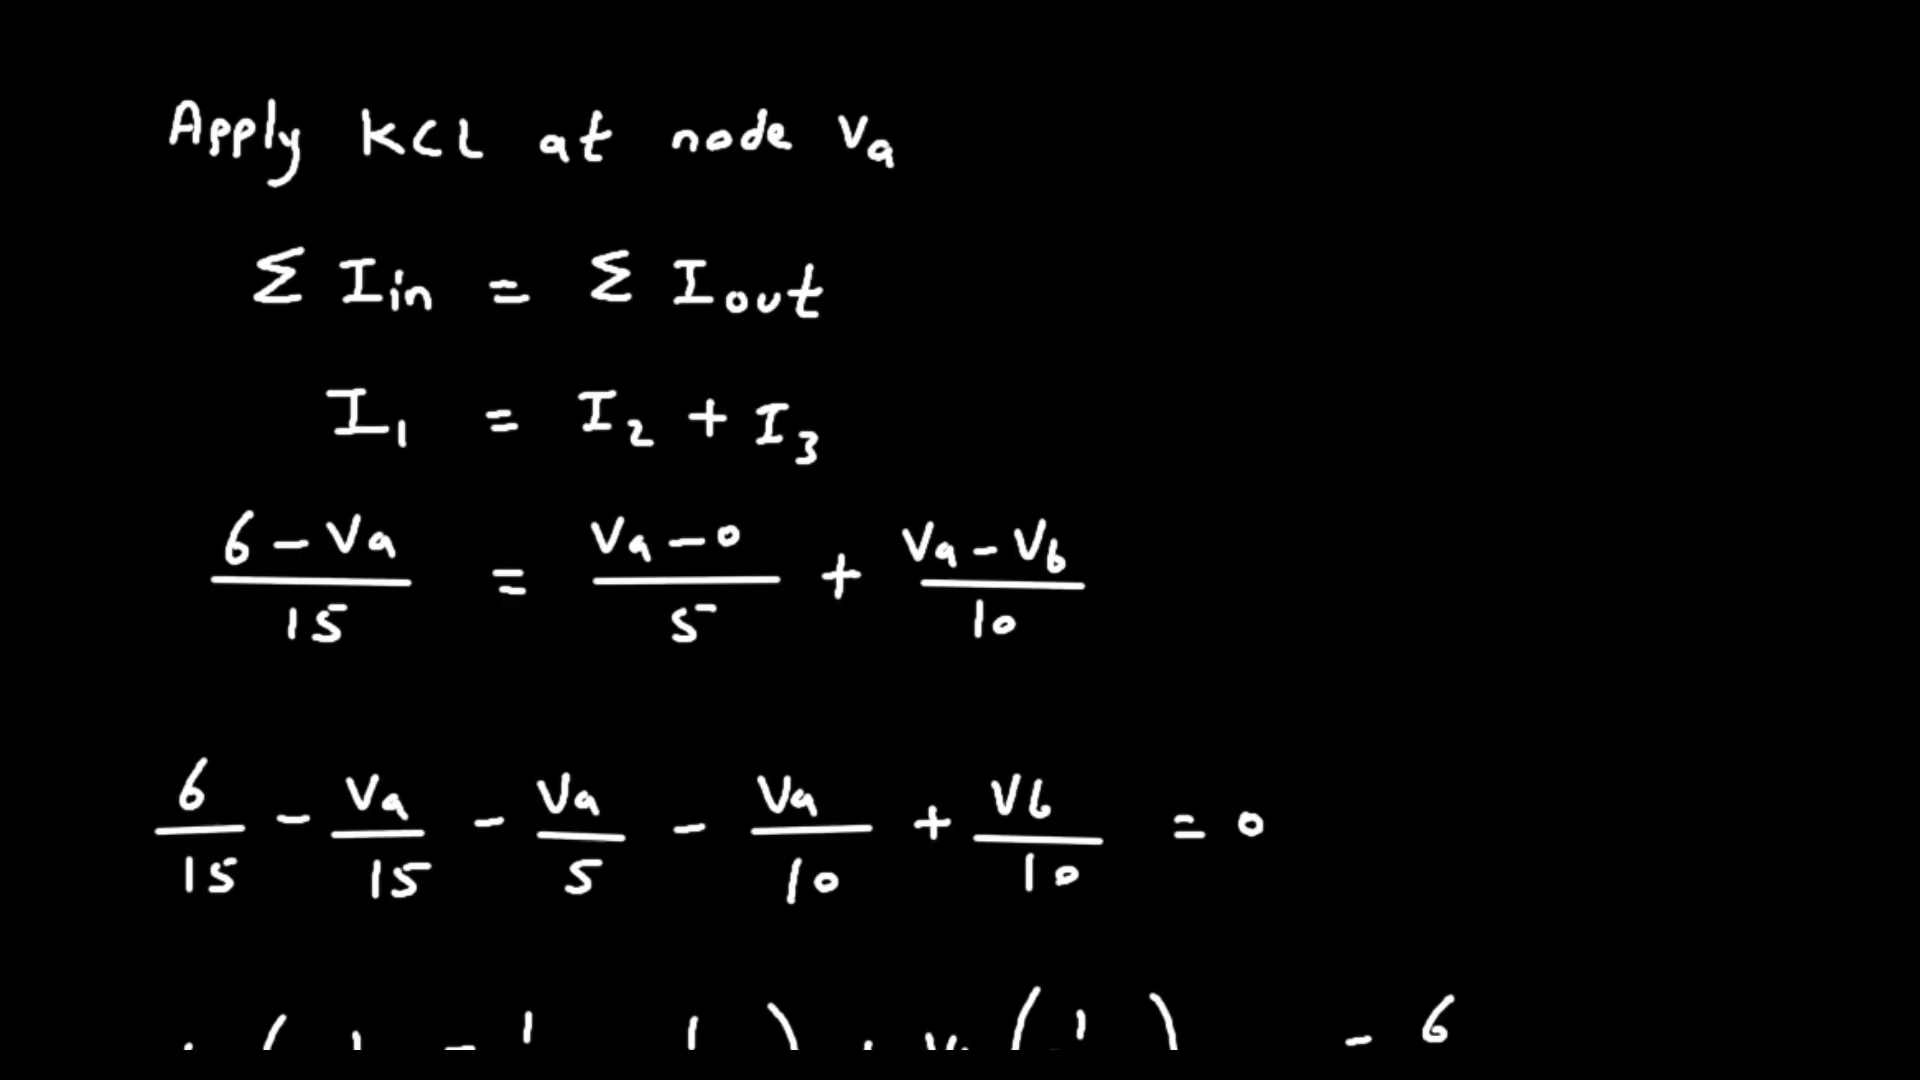 Apply KCL at node Va
Σ Iin = Σ Iout
I1 = I2 + I3
6 - Va / 15 = Va - 0 / 5 + Va - Vb / 10
6/15 - Va/15 - Va/5 - Va/10 + Vb/10 = 0
- 6